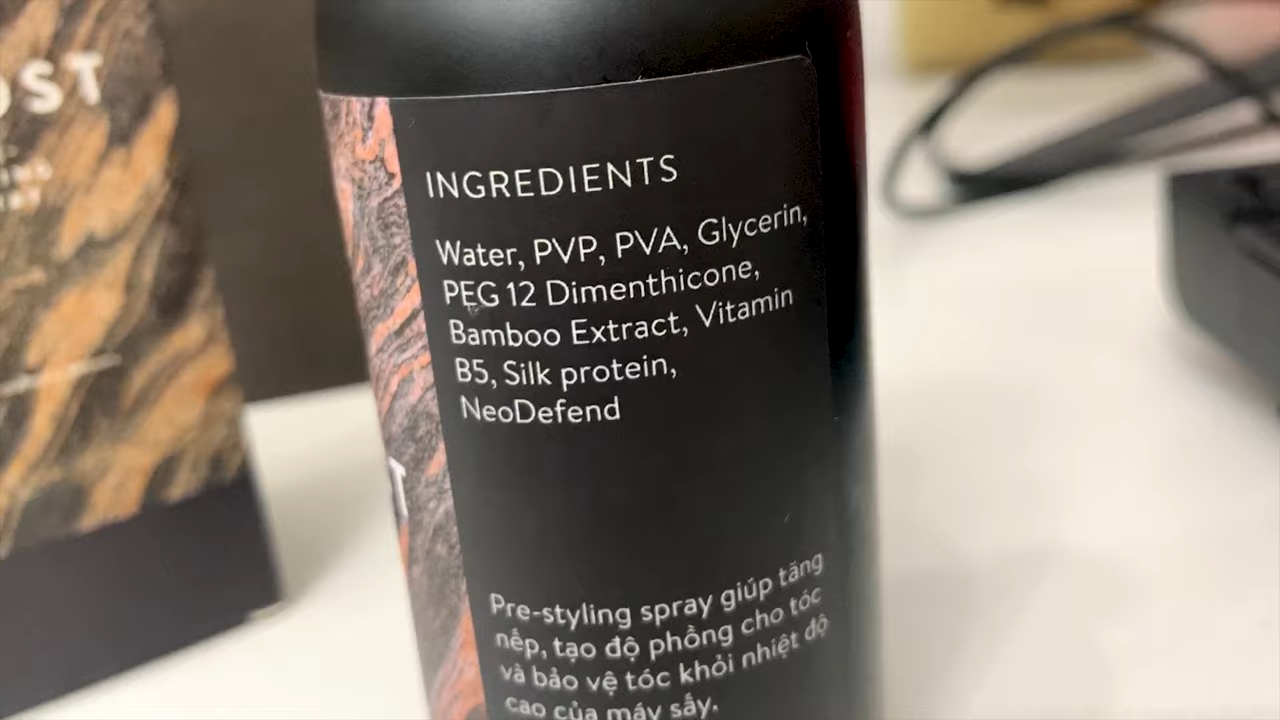 OST
INGREDIENTS
Water, PVP, PVA, Glycerin,
PEG 12 Dimenthicone,
Bamboo Extract, Vitamin
B5, Silk protein,
NeoDefend
T
Pre-styling spray giúp tăng
nếp, tạo độ phồng cho tóc
và bảo vệ tóc khỏi nhiệt độ
cao của máy sấy.